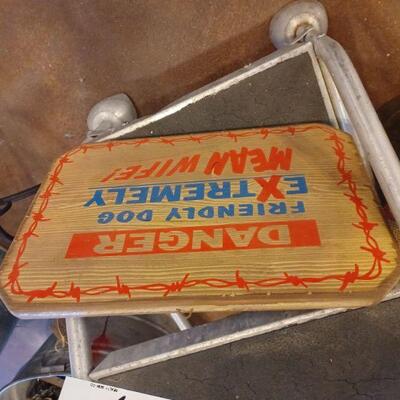 DANGER
FRIENDLY DOG
EXTREMELY
MEAN WIFE!